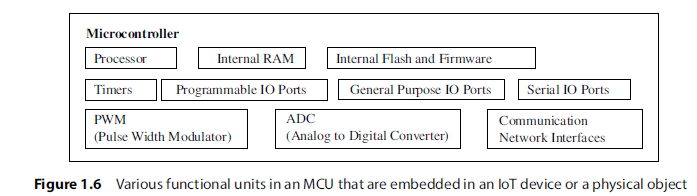 Microcontroller
Processor
Internal RAM
Internal Flash and Firmware
Timers
Programmable IO Ports
General Purpose IO Ports
Serial IO Ports
PWM
(Pulse Width Modulator)
ADC
(Analog to Digital Converter)
Communication
Network Interfaces
Figure 1.6 Various functional units in an MCU that are embedded in an IoT device or a physical object